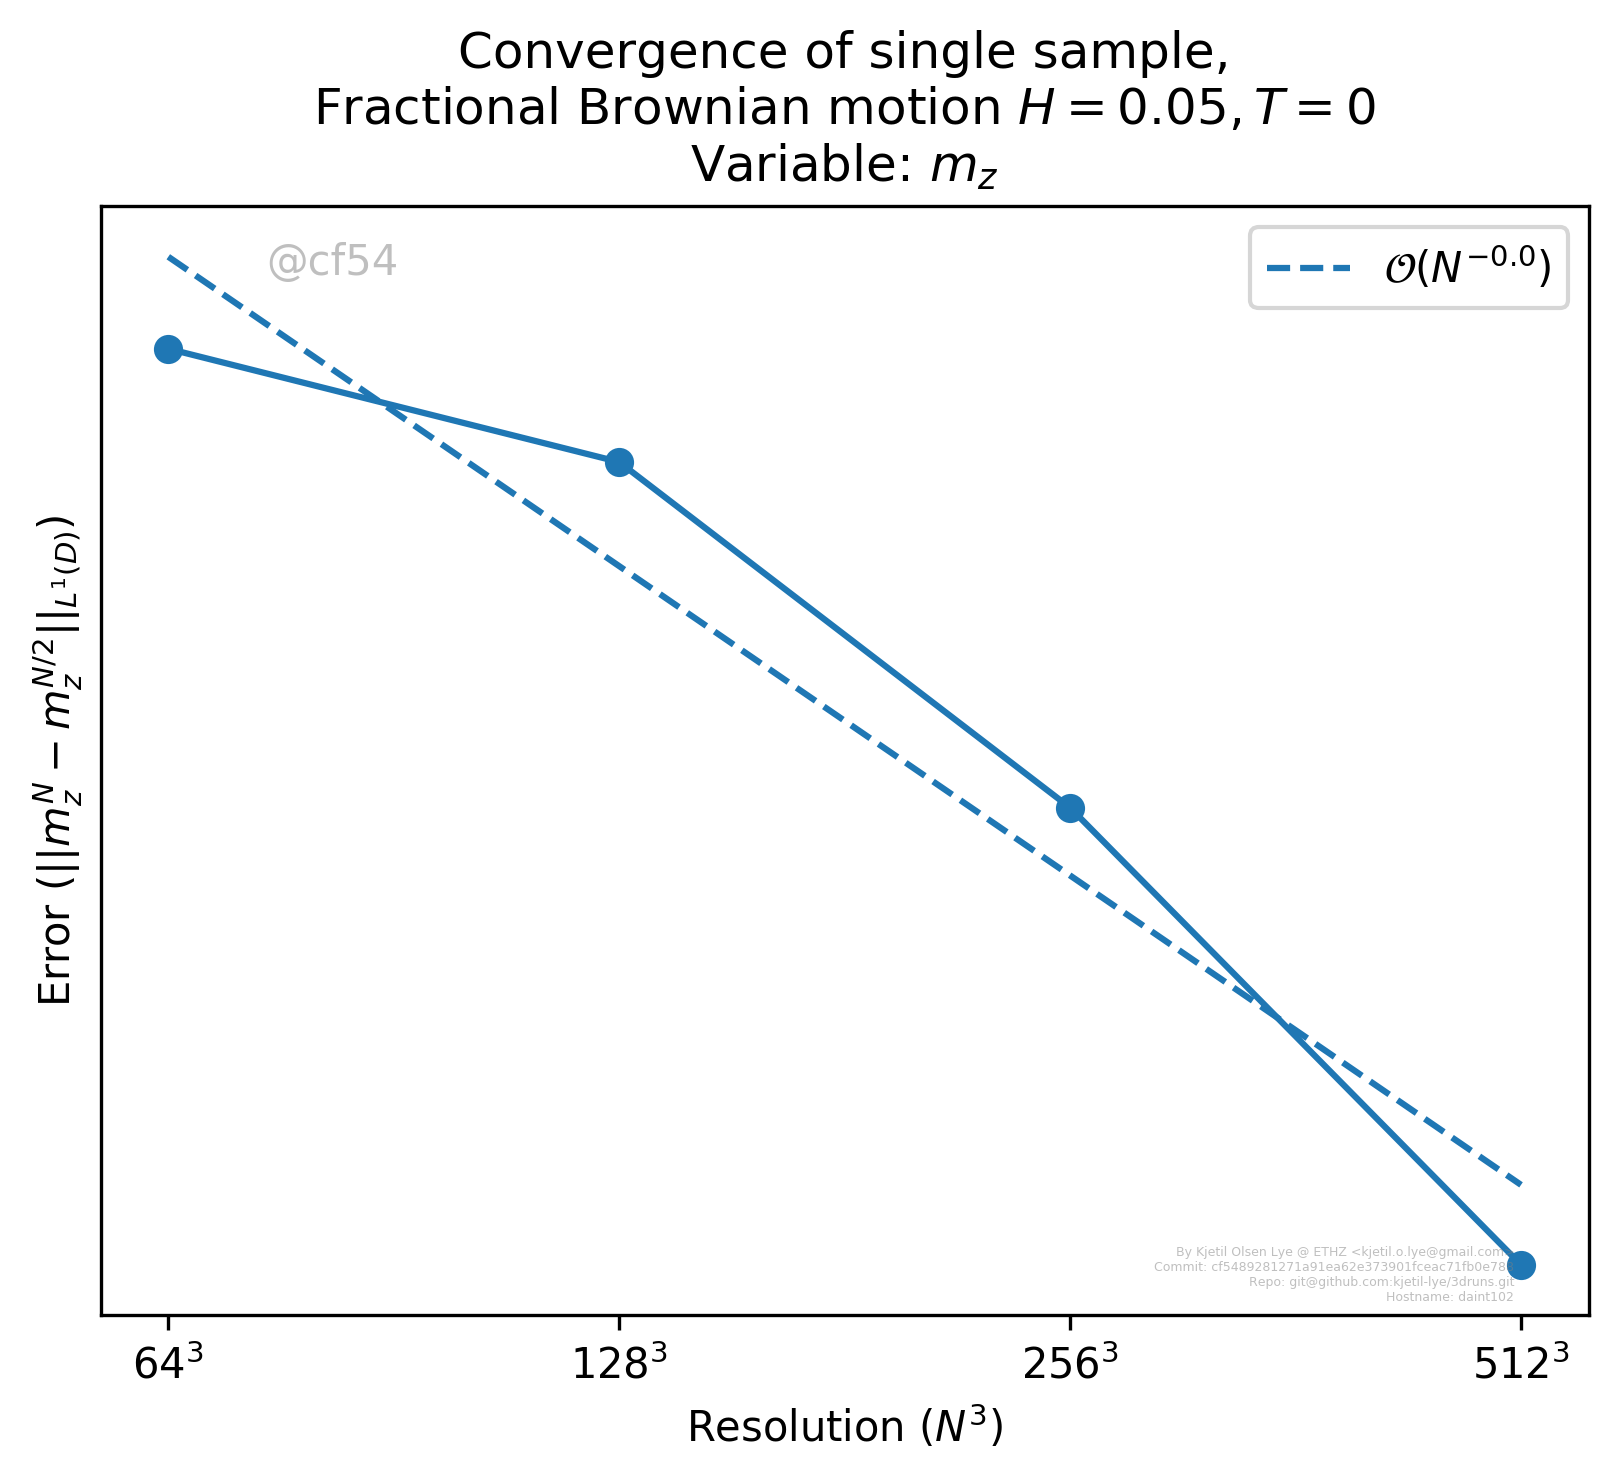 Convergence of single sample,
Fractional Brownian motion H = 0.05, T = 0
Variable: m_z
@cf54
𝒪(N^{-0.0})
Error (||m_z^N − m_z^{N/2}||_{L^1(D)})
By Kjetil Olsen Lye @ ETHZ <kjetil.o.lye@gmail.com
Commit:
Repo: git@github.com:kjetil-lye/3druns.git
Hostname: daint102
64^3
128^3
256^3
512^3
Resolution (N^3)